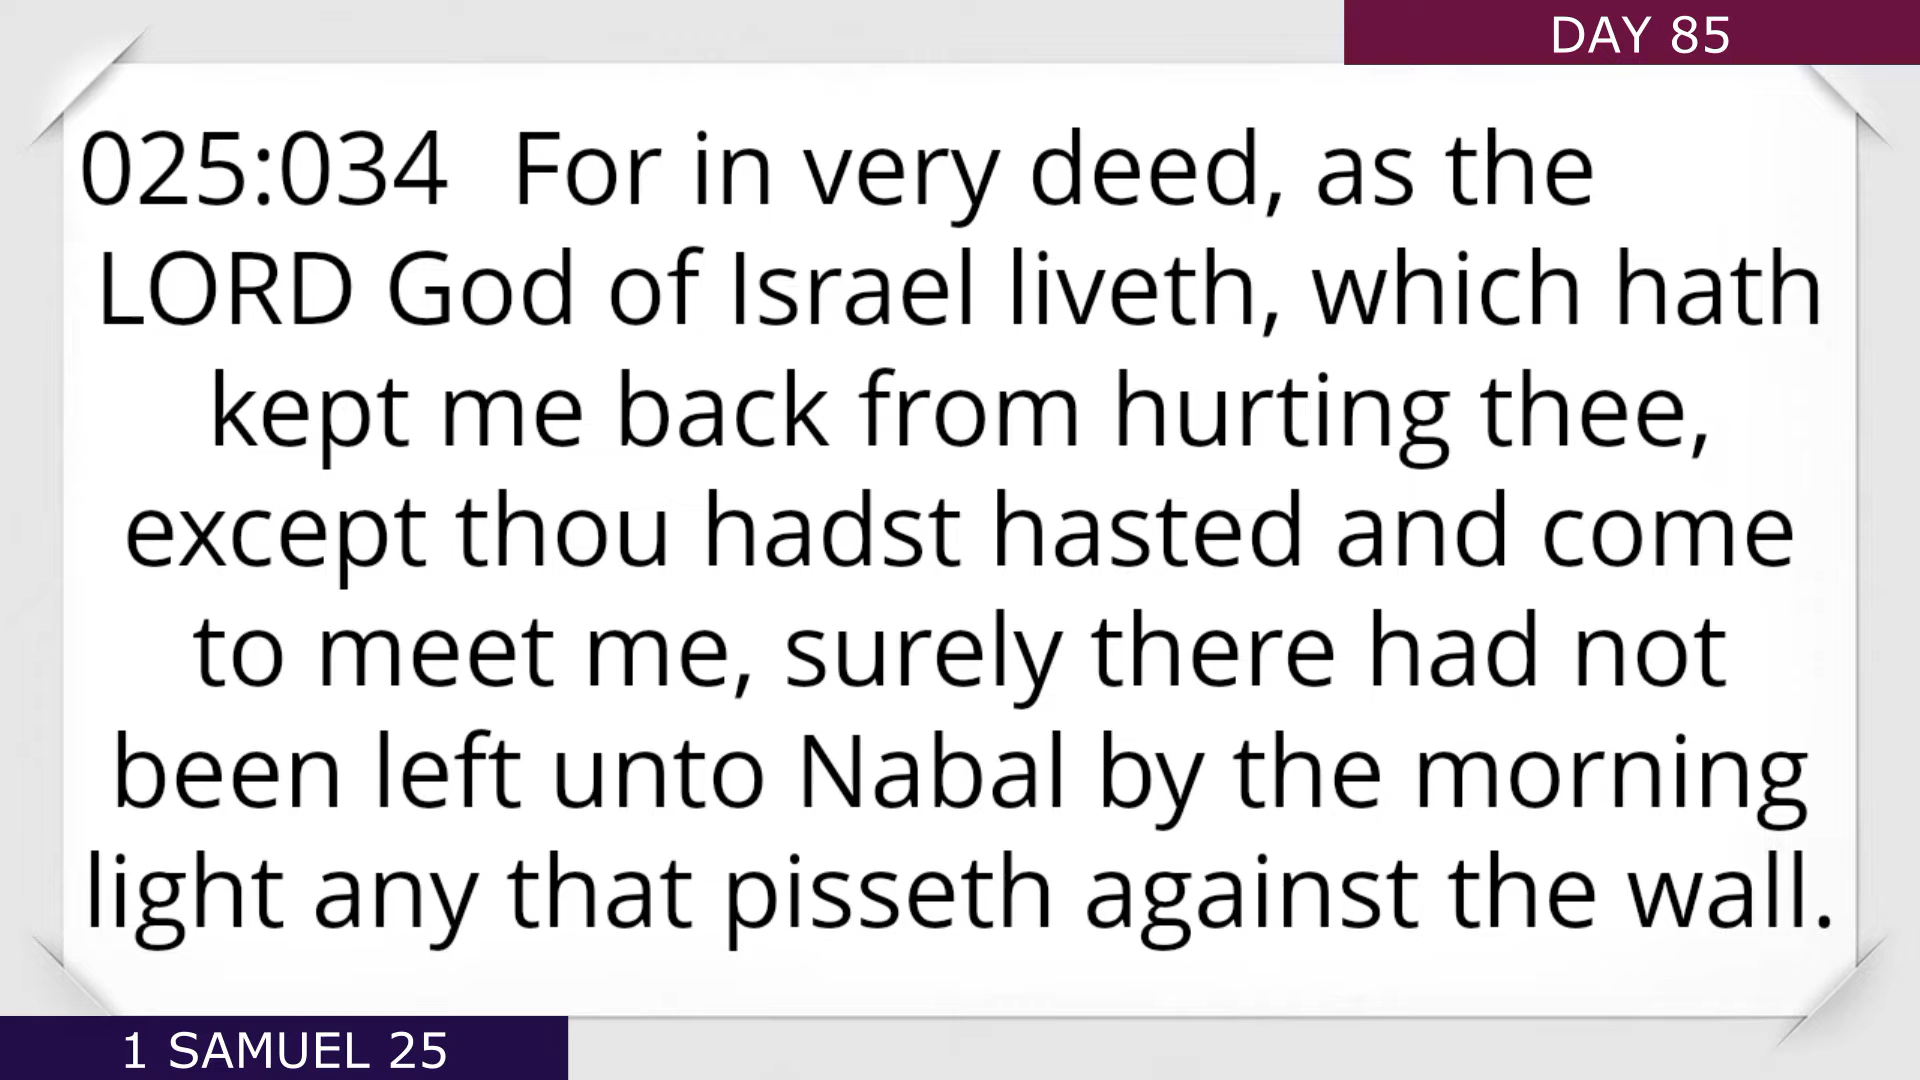 DAY 85
025:034 For in very deed, as the
LORD God of Israel liveth, which hath
kept me back from hurting thee,
except thou hadst hasted and come
to meet me, surely there had not
been left unto Nabal by the morning
light any that pisseth against the wall.
1 SAMUEL 25